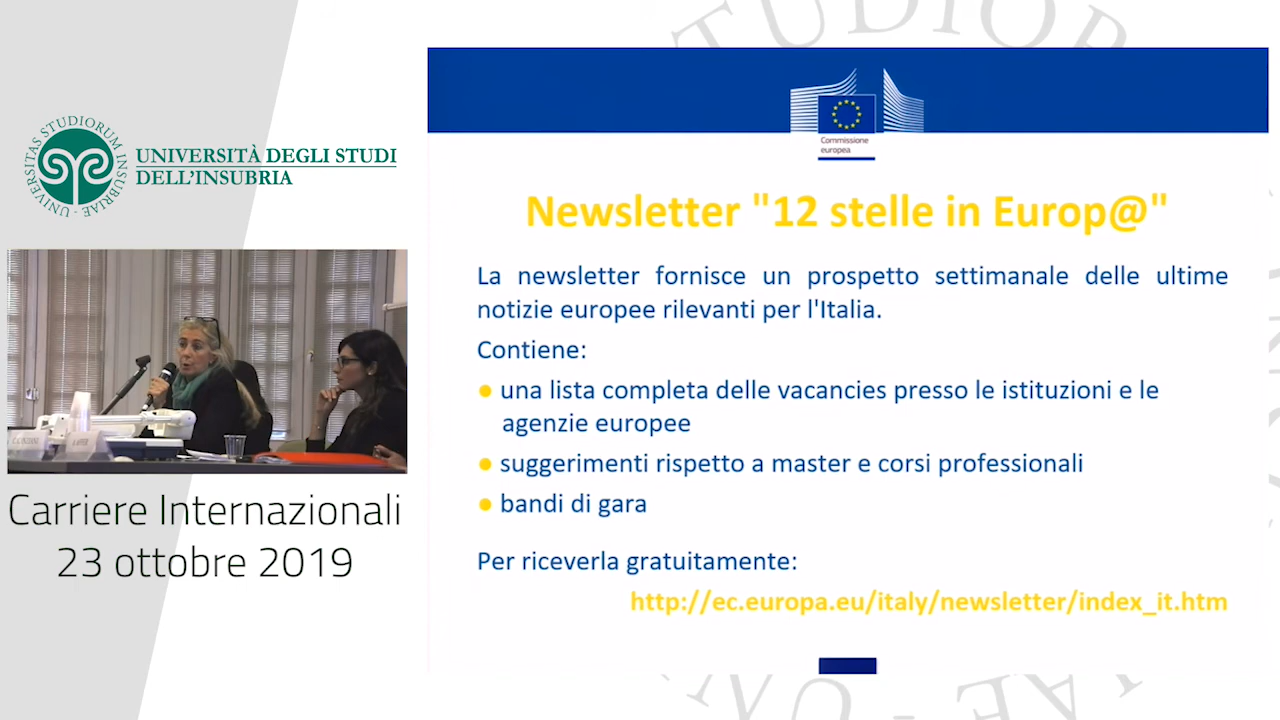 UNIVERSITAS STUDIORUM INSUBRIAE
UNIVERSITÀ DEGLI STUDI
DELL'INSUBRIA
Carriere Internazionali
23 ottobre 2019
Commissione
europea
Newsletter "12 stelle in Europ@"
La newsletter fornisce un prospetto settimanale delle ultime
notizie europee rilevanti per l'Italia.
Contiene:
● una lista completa delle vacancies presso le istituzioni e le
agenzie europee
● suggerimenti rispetto a master e corsi professionali
● bandi di gara
Per riceverla gratuitamente:
http://ec.europa.eu/italy/newsletter/index_it.htm